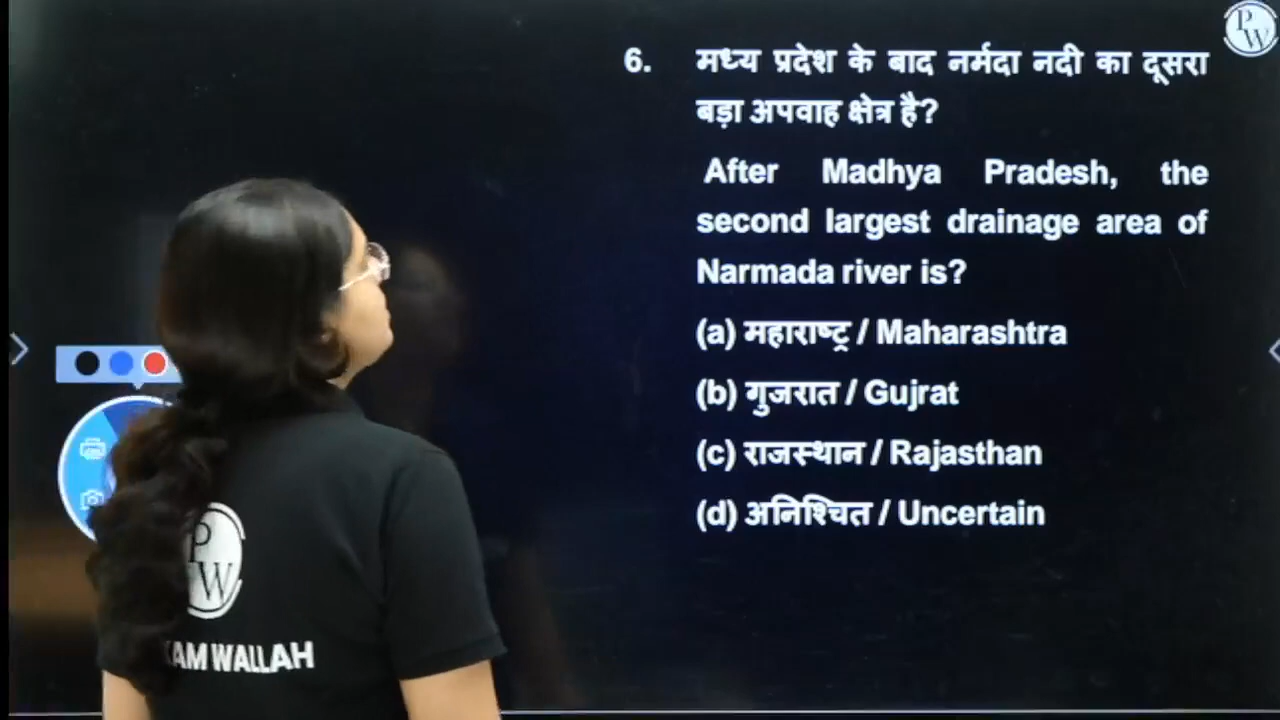 PW
6. मध्य प्रदेश के बाद नर्मदा नदी का दूसरा
बड़ा अपवाह क्षेत्र है?
After Madhya Pradesh, the
second largest drainage area of
Narmada river is?
(a) महाराष्ट्र / Maharashtra
(b) गुजरात / Gujrat
(c) राजस्थान / Rajasthan
(d) अनिश्चित / Uncertain
PW
WALLAH